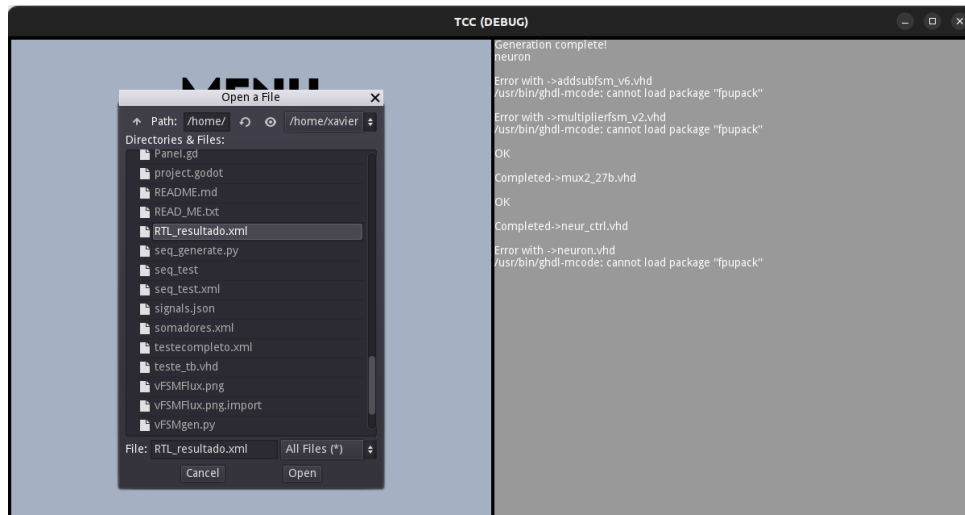 TCC (DEBUG)
MENU
Open a File
Path: /home/ /home/xavier
Directories & Files:
Panel.gd
project.godot
README.md
READ_ME.txt
RTL_resultado.xml
seq_generate.py
seq_test
seq_test.xml
signals.json
somadores.xml
testecompleto.xml
teste_tb.vhd
vFSMFlux.png
vFSMFlux.png.import
vFSMgen.py
File: RTL_resultado.xml All Files (*)
Cancel Open
Generation complete!
neuron
Error with ->addsubfsm_v6.vhd
/usr/bin/ghdl-mcode: cannot load package "fpupack"
Error with ->multiplierfsm_v2.vhd
/usr/bin/ghdl-mcode: cannot load package "fpupack"
OK
Completed->mux2_27b.vhd
OK
Completed->neur_ctrl.vhd
Error with ->neuron.vhd
/usr/bin/ghdl-mcode: cannot load package "fpupack"